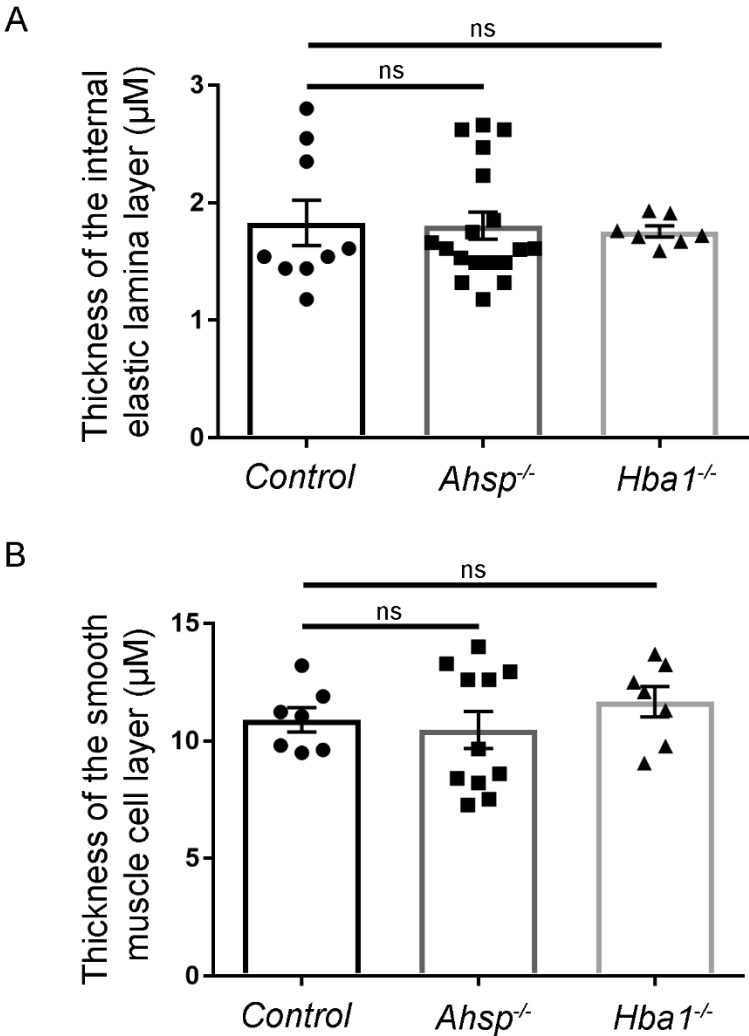 A
ns
ns
Thickness of the internal
elastic lamina layer (µM)
3
2
1
0
Control
Ahsp-/-
Hba1-/-
B
ns
ns
Thickness of the smooth
muscle cell layer (µM)
15
10
5
0
Control
Ahsp-/-
Hba1-/-